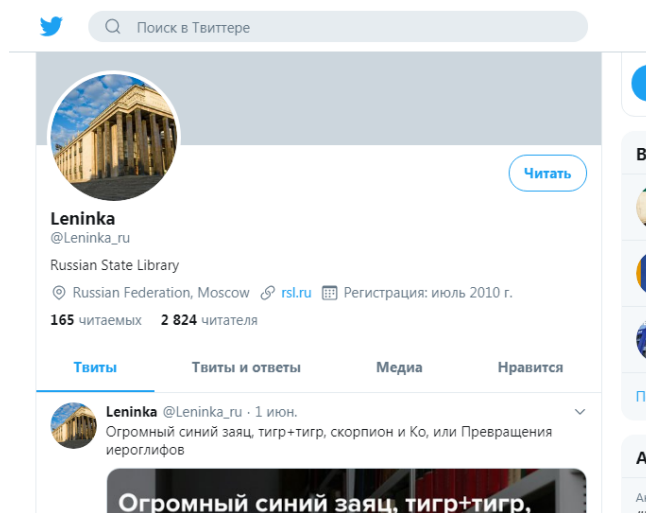 Поиск в Твиттере
Читать
Leninka
@Leninka_ru
Russian State Library
Russian Federation, Moscow rsl.ru Регистрация: июль 2010 г.
165 читаемых 2 824 читателя
Твиты Твиты и ответы Медиа Нравится
Leninka @Leninka_ru · 1 июн.
Огромный синий заяц, тигр+тигр, скорпион и Ко, или Превращения
иероглифов
Огромный синий заяц, тигр+тигр,
В
П
А